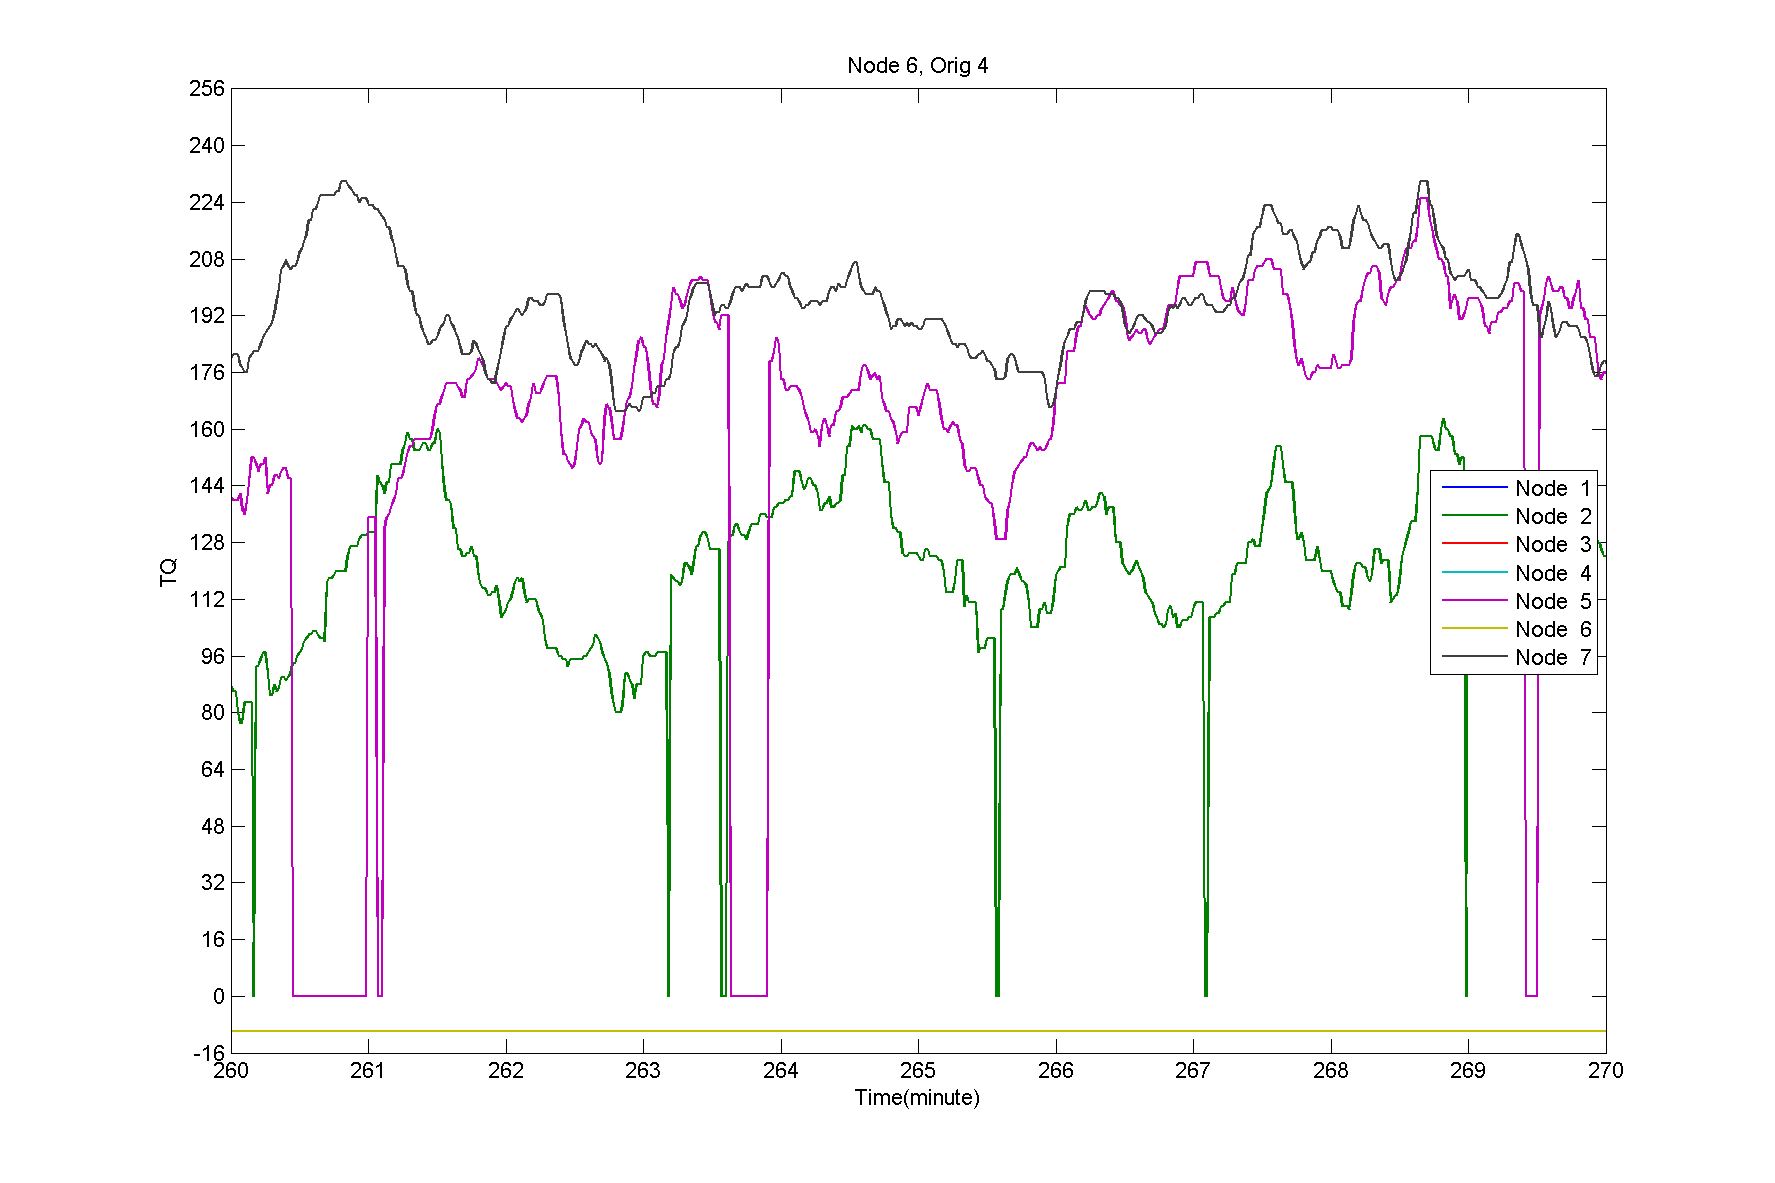 Node 6, Orig 4
256
240
224
208
192
176
160
144
128
112
96
80
64
48
32
16
0
-16
TQ
Node 1
Node 2
Node 3
Node 4
Node 5
Node 6
Node 7
260 261 262 263 264 265 266 267 268 269 270
Time(minute)